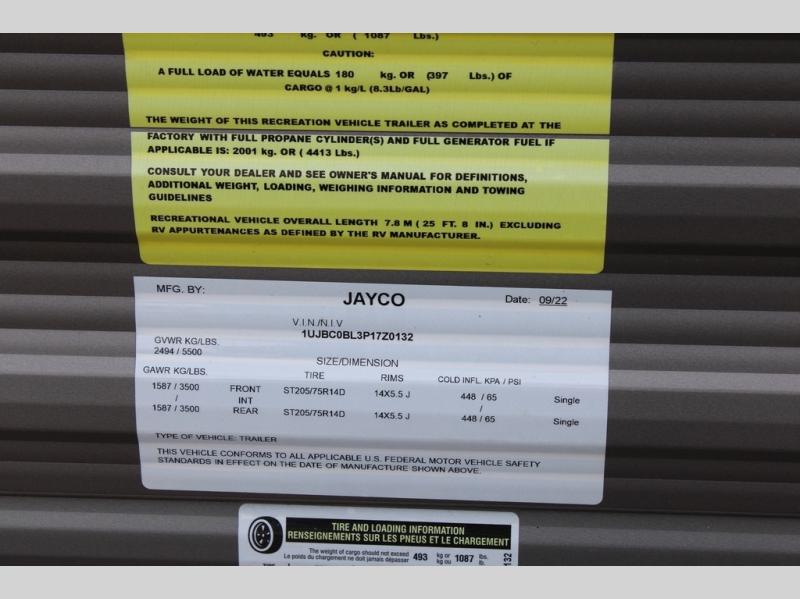 493 kg. OR ( 1087 Lbs.)
CAUTION:
A FULL LOAD OF WATER EQUALS 180 kg. OR (397 Lbs.) OF
CARGO @ 1 kg/L (8.3Lb/GAL)
THE WEIGHT OF THIS RECREATION VEHICLE TRAILER AS COMPLETED AT THE
FACTORY WITH FULL PROPANE CYLINDER(S) AND FULL GENERATOR FUEL IF
APPLICABLE IS: 2001 kg. OR ( 4413 Lbs.)
CONSULT YOUR DEALER AND SEE OWNER'S MANUAL FOR DEFINITIONS,
ADDITIONAL WEIGHT, LOADING, WEIGHING INFORMATION AND TOWING
GUIDELINES
RECREATIONAL VEHICLE OVERALL LENGTH 7.8 M ( 25 FT. 8 IN.) EXCLUDING
RV APPURTENANCES AS DEFINED BY THE RV MANUFACTURER.
MFG. BY: JAYCO Date: 09/22
V.I.N./N.I.V
1UJBC0BL3P17Z0132
GVWR KG/LBS.
2494 / 5500
SIZE/DIMENSION
GAWR KG/LBS. TIRE RIMS COLD INFL. KPA / PSI
1587 / 3500 FRONT ST205/75R14D 14X5.5 J 448 / 65 Single
/ INT /
1587 / 3500 REAR ST205/75R14D 14X5.5 J 448 / 65 Single
TYPE OF VEHICLE: TRAILER
THIS VEHICLE CONFORMS TO ALL APPLICABLE U.S. FEDERAL MOTOR VEHICLE SAFETY
STANDARDS IN EFFECT ON THE DATE OF MANUFACTURE SHOWN ABOVE.
TIRE AND LOADING INFORMATION
RENSEIGNEMENTS SUR LES PNEUS ET LE CHARGEMENT
The weight of cargo should not exceed 493 kg or 1087 lbs.
Le poids du chargement ne doit jamais dépasser kg ou lb.
132